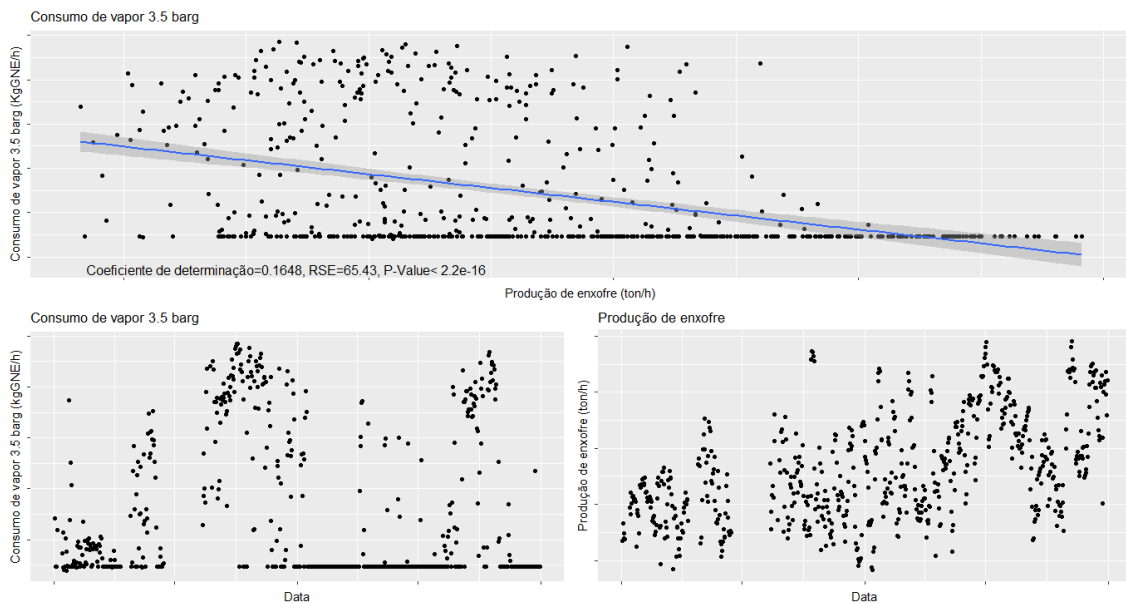 Consumo de vapor 3.5 barg
Consumo de vapor 3.5 barg (KgGNE/h)
Coeficiente de determinação=0.1648, RSE=65.43, P-Value< 2.2e-16
Produção de enxofre (ton/h)
Consumo de vapor 3.5 barg
Consumo de vapor 3.5 barg (kgGNE/h)
Data
Produção de enxofre
Produção de enxofre (ton/h)
Data